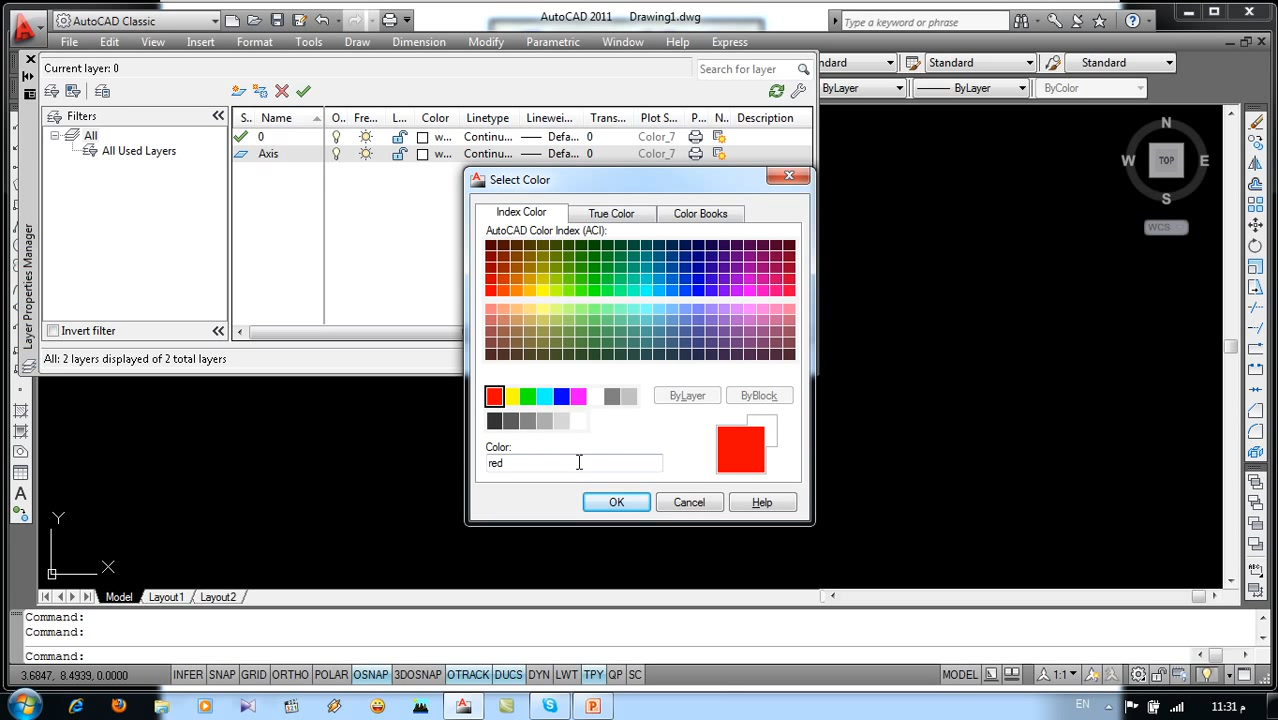 AutoCAD Classic
AutoCAD 2011 Drawing1.dwg
Type a keyword or phrase
File Edit View Insert Format Tools Draw Dimension Modify Parametric Window Help Express
Current layer: 0
Search for layer
ndard Standard Standard
ByLayer ByLayer ByColor
Filters
S.. Name O.. Fre... L... Color Linetype Linewei... Trans... Plot S... P... N.. Description
All
0 w... Continu... Defa... 0 Color_7
All Used Layers
Axis w... Continu... Defa... 0 Color_7
Invert filter
All: 2 layers displayed of 2 total layers
Layer Properties Manager
Select Color
Index Color True Color Color Books
AutoCAD Color Index (ACI):
ByLayer ByBlock
Color:
red
OK Cancel Help
N
W TOP E
S
WCS
A
Y
X
Model Layout1 Layout2
Command:
Command:
Command:
3.6847, 8.4939, 0.0000 INFER SNAP GRID ORTHO POLAR OSNAP 3DOSNAP OTRACK DUCS DYN LWT TPY QP SC MODEL 1:1
EN 11:31 م